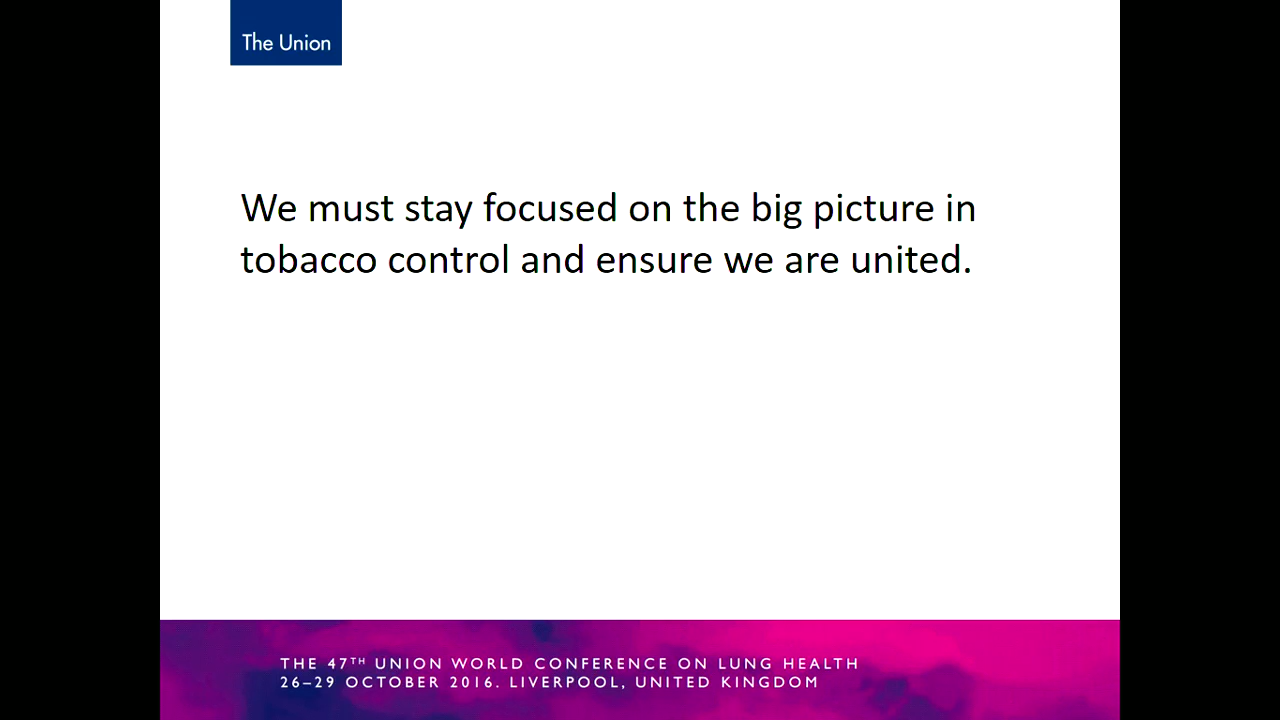 The Union
We must stay focused on the big picture in
tobacco control and ensure we are united.
THE 47TH UNION WORLD CONFERENCE ON LUNG HEALTH
26–29 OCTOBER 2016. LIVERPOOL, UNITED KINGDOM